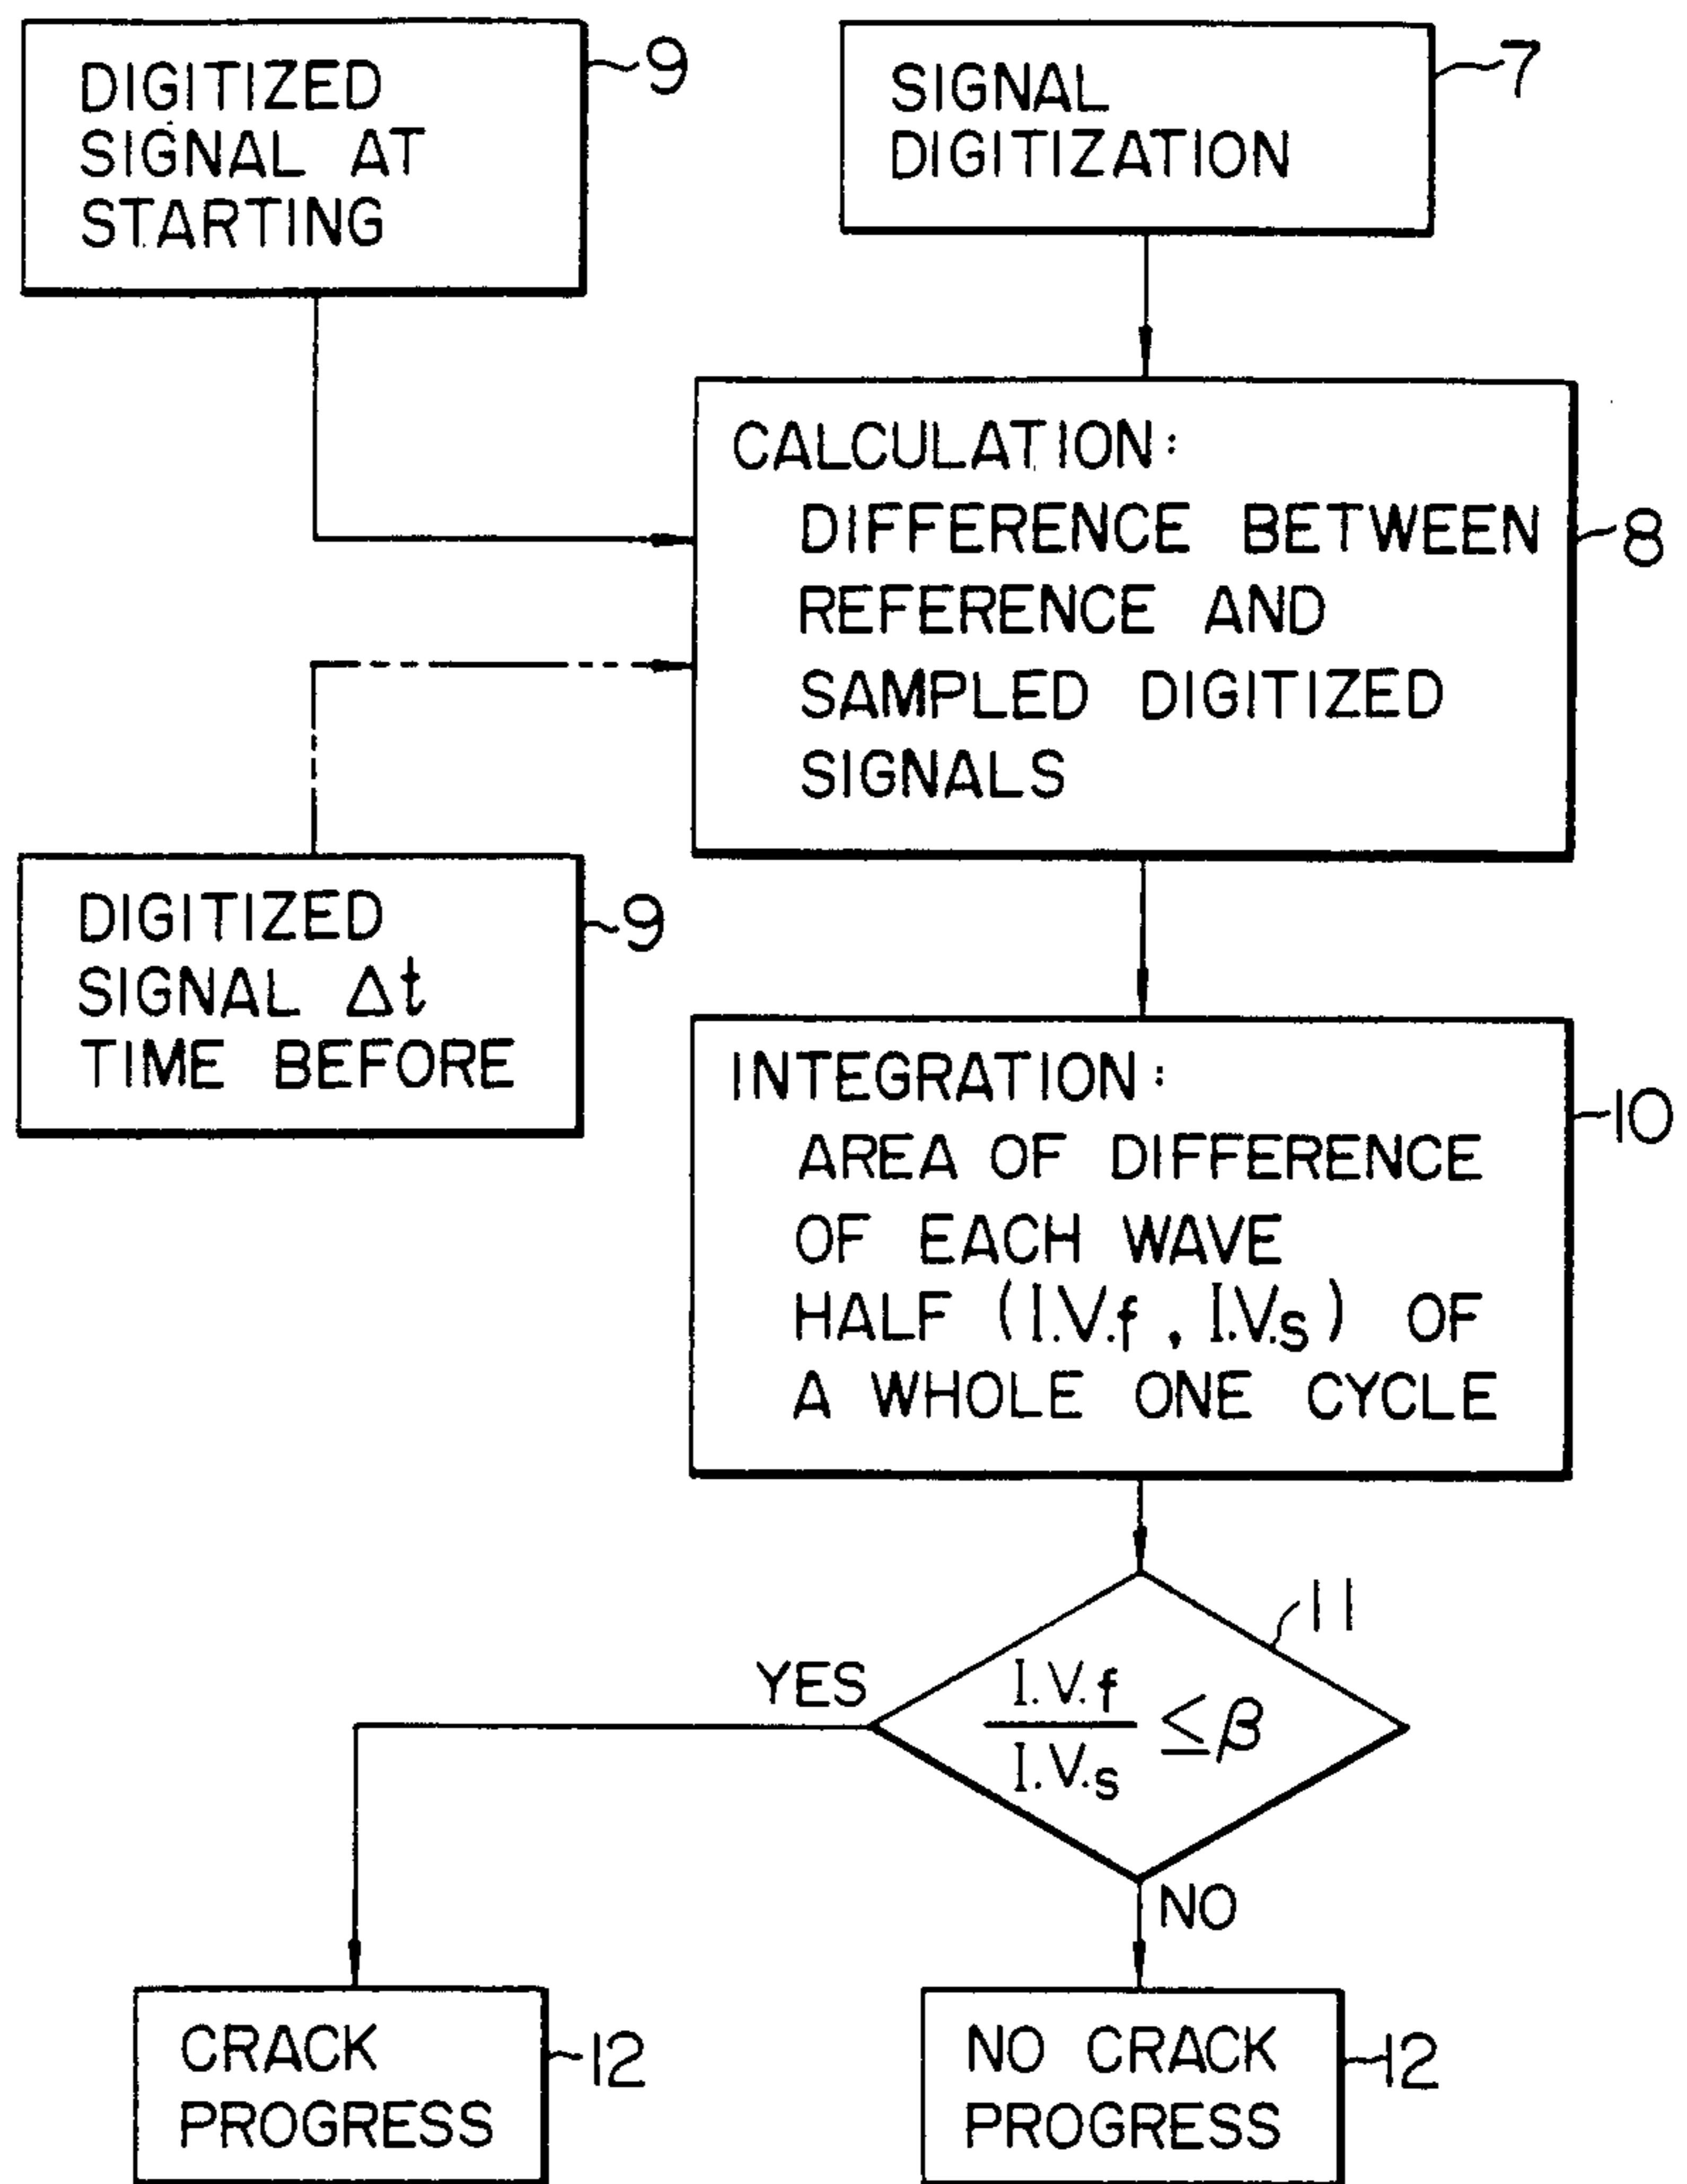 DIGITIZED
SIGNAL AT
STARTING
9
SIGNAL
DIGITIZATION
7
CALCULATION:
DIFFERENCE BETWEEN
REFERENCE AND
SAMPLED DIGITIZED
SIGNALS
8
DIGITIZED
SIGNAL Δt
TIME BEFORE
9
INTEGRATION:
AREA OF DIFFERENCE
OF EACH WAVE
HALF (I.V.f , I.V.s) OF
A WHOLE ONE CYCLE
10
11
I.V.f
I.V.s
≤β
YES
NO
CRACK
PROGRESS
12
NO CRACK
PROGRESS
12